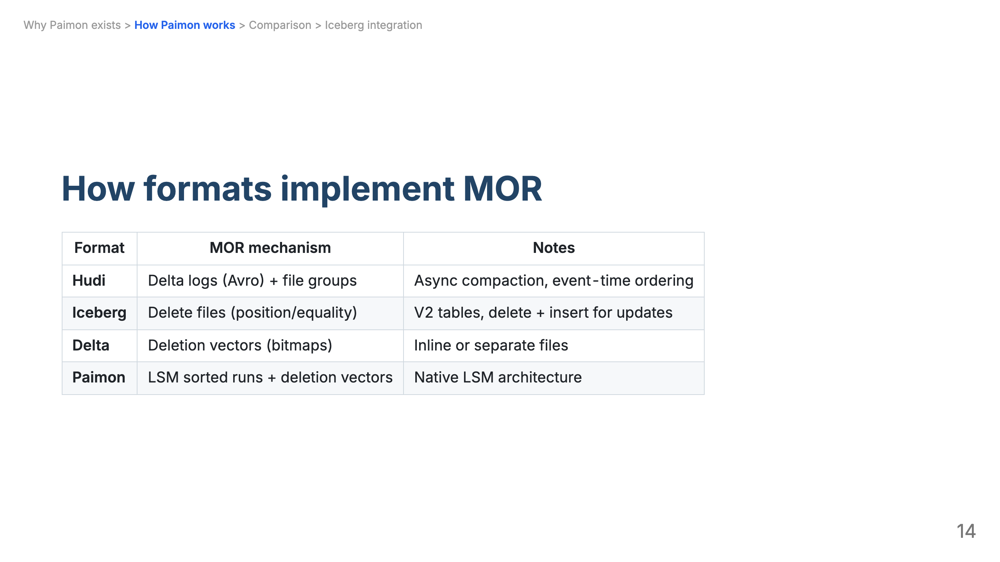 Why Paimon exists > How Paimon works > Comparison > Iceberg integration
How formats implement MOR
Format MOR mechanism Notes
Hudi Delta logs (Avro) + file groups Async compaction, event-time ordering
Iceberg Delete files (position/equality) V2 tables, delete + insert for updates
Delta Deletion vectors (bitmaps) Inline or separate files
Paimon LSM sorted runs + deletion vectors Native LSM architecture
14